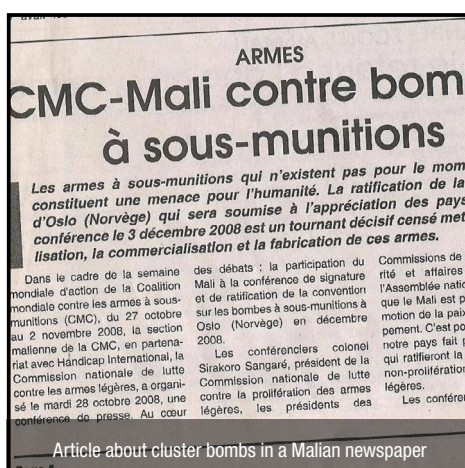 ARMES
CMC-Mali contre bom
à sous-munitions
Les armes à sous-munitions qui n'existent pas pour le mom
constituent une menace pour l'humanité. La ratification de la
d'Oslo (Norvège) qui sera soumise à l'appréciation des pays
conférence le 3 décembre 2008 est un tournant décisif censé met
lisation, la commercialisation et la fabrication de ces armes.
Dans le cadre de la semaine
mondiale d'action de la Coalition
mondiale contre les armes à sous-
munitions (CMC), du 27 octobre
au 2 novembre 2008, la section
malienne de la CMC, en partena-
riat avec Handicap International, la
Commission nationale de lutte
contre les armes légères, a organi-
sé le mardi 28 octobre 2008, une
conférence de presse. Au cœur
des débats : la participation du
Mali à la conférence de signature
et de ratification de la convention
sur les bombes à sous-munitions à
Oslo (Norvège) en décembre
2008.
Les conférenciers colonel
Sirakoro Sangaré, président de la
Commission nationale de lutte
contre la prolifération des armes
légères, les présidents des
Commissions de
rité et affaires
l'Assemblée natio
que le Mali est p
motion de la paix
pement. C'est po
notre pays fait p
qui ratifieront la
non-prolifération
légères.
Les conféren
Article about cluster bombs in a Malian newspaper